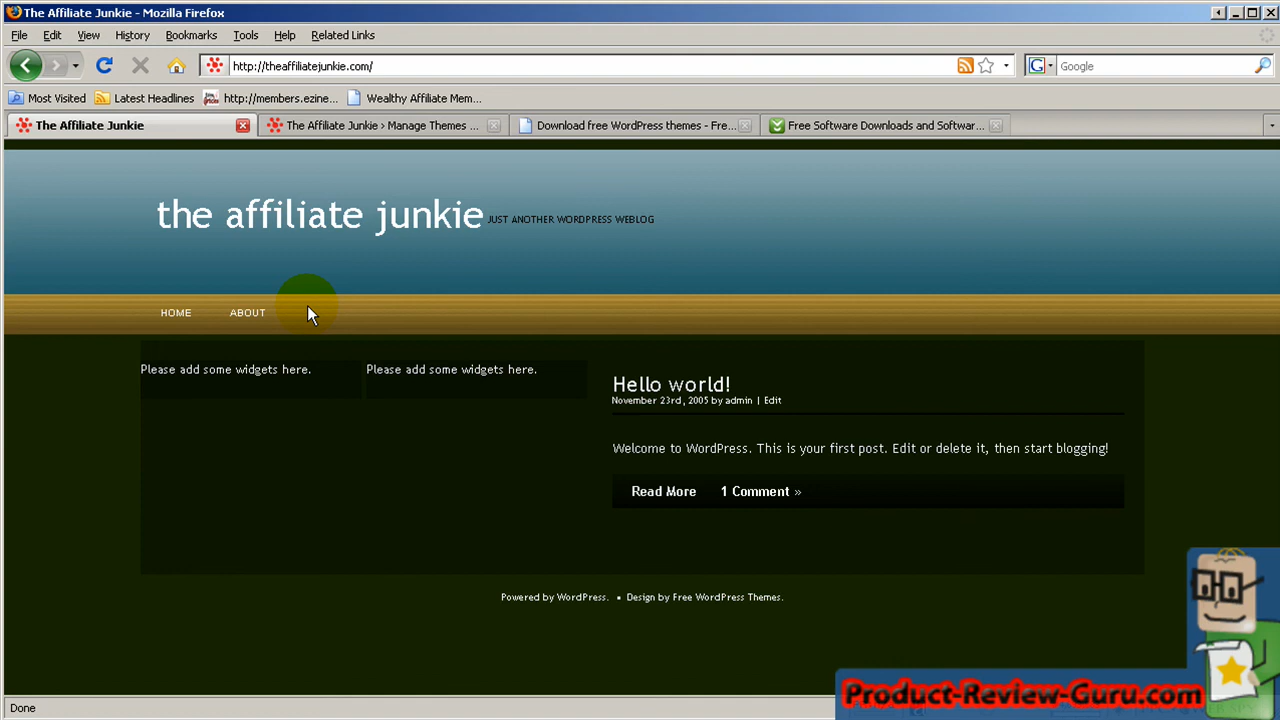 The Affiliate Junkie - Mozilla Firefox
File Edit View History Bookmarks Tools Help Related Links
http://theaffiliatejunkie.com/
G Google
Most Visited Latest Headlines http://members.ezine... Wealthy Affiliate Mem...
The Affiliate Junkie The Affiliate Junkie › Manage Themes ... Download free WordPress themes - Fre... Free Software Downloads and Softwar...
the affiliate junkie JUST ANOTHER WORDPRESS WEBLOG
HOME ABOUT
Please add some widgets here. Please add some widgets here.
Hello world!
November 23rd, 2005 by admin | Edit
Welcome to WordPress. This is your first post. Edit or delete it, then start blogging!
Read More 1 Comment »
Powered by WordPress. ▪ Design by Free WordPress Themes.
Product-Review-Guru.com
Done